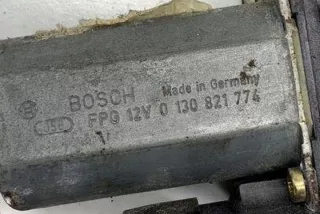 BOSCH Made in Germany
FPG 12V 0 130 821 774